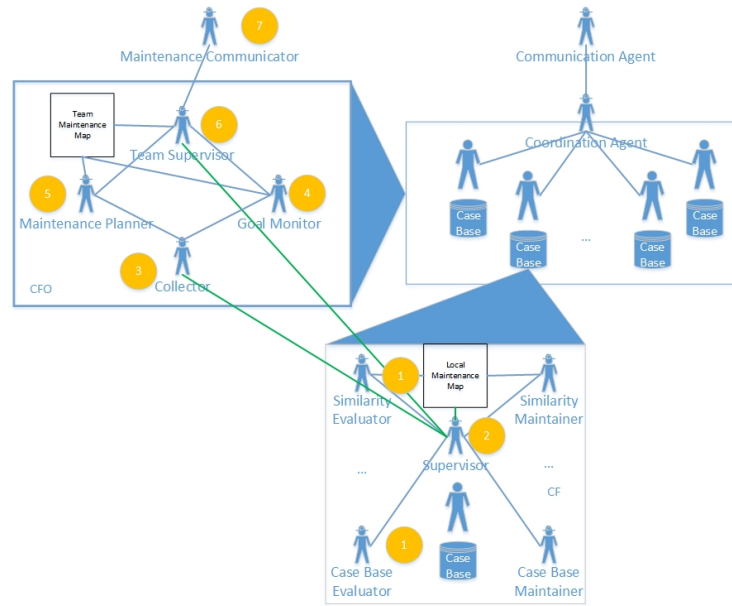 7
Maintenance Communicator
Communication Agent
Team
Maintenance
Map
6
Team Supervisor
Coordination Agent
5
4
Maintenance Planner
Goal Monitor
Case
Base
Case
Base
...
Case
Base
Case
Base
3
Collector
CFO
1
Local
Maintenance
Map
Similarity
Evaluator
Similarity
Maintainer
2
Supervisor
...
...
CF
1
Case Base
Evaluator
Case
Base
Case Base
Maintainer